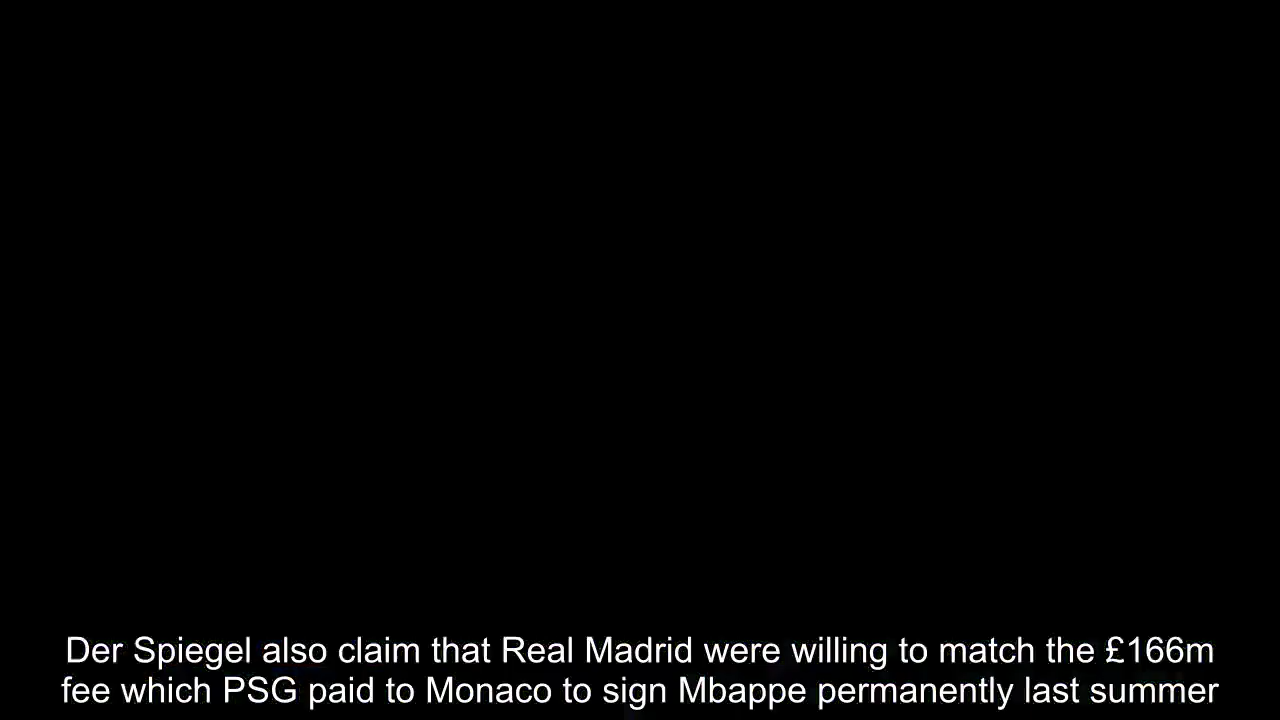 Der Spiegel also claim that Real Madrid were willing to match the £166m
fee which PSG paid to Monaco to sign Mbappe permanently last summer